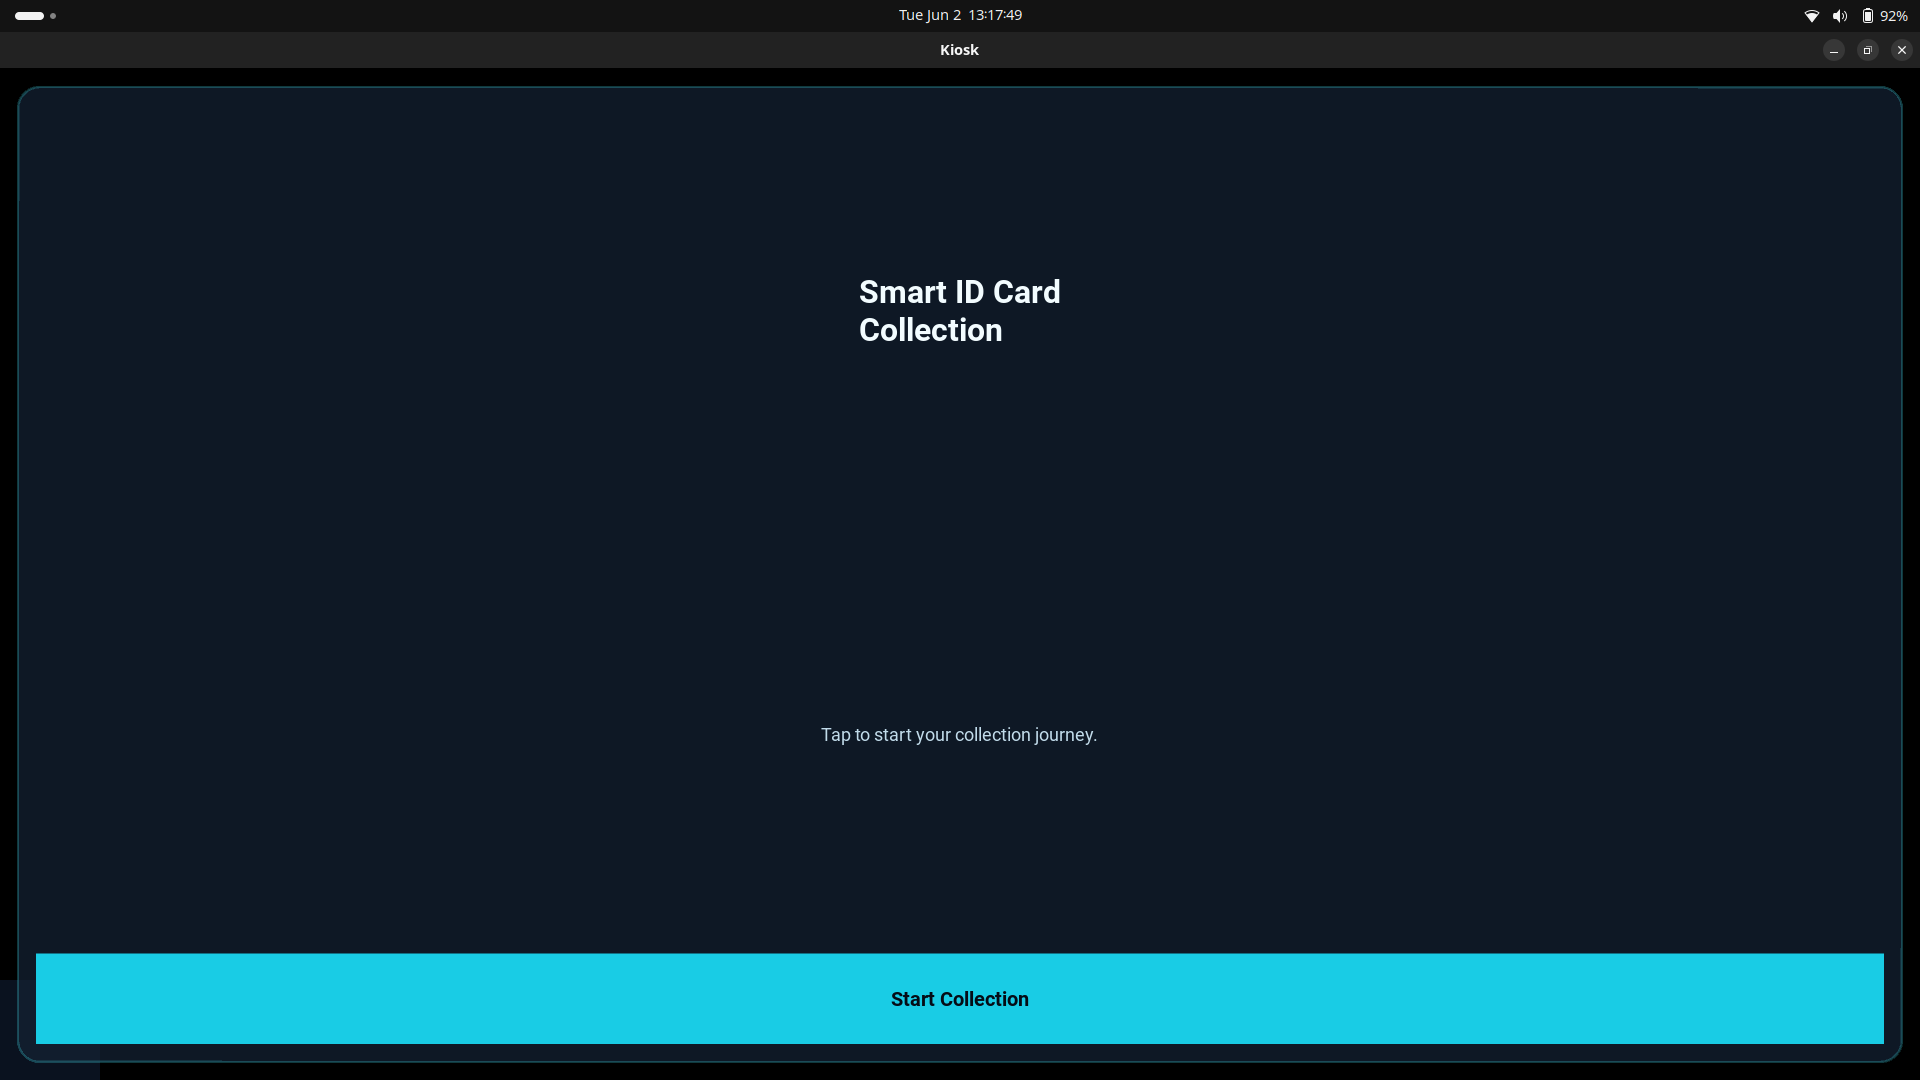 Tue Jun 2 13:17:49
92%
Kiosk
Smart ID Card
Collection
Tap to start your collection journey.
Start Collection